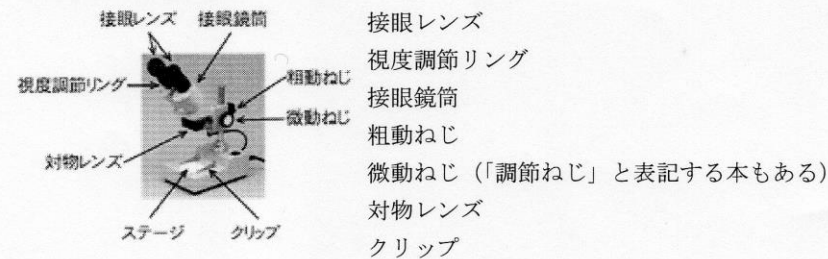 接眼レンズ 接眼鏡筒
視度調節リング
粗動ねじ
微動ねじ
対物レンズ
ステージ クリップ
接眼レンズ
視度調節リング
接眼鏡筒
粗動ねじ
微動ねじ（「調節ねじ」と表記する本もある）
対物レンズ
クリップ